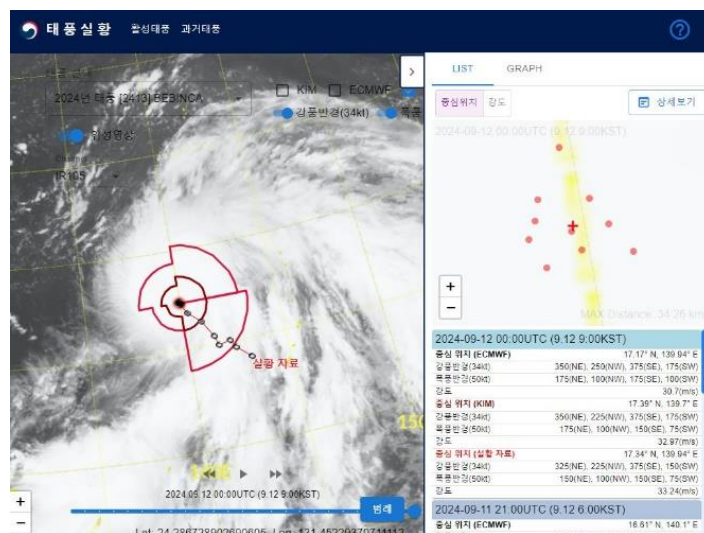 태풍실황 활성태풍 과거태풍
2024년 태풍 [2413] BEBINCA
KIM ECMWF
강풍반경(34kt) 폭풍
위성영상
Channel
IR105
실황 자료
150
2024.09.12 00:00UTC (9.12 9:00KST)
범례
+
−
LIST GRAPH
중심위치 강도 상세보기
2024-09-12 00:00UTC (9.12 9:00KST)
+
−
MAX Distance: 34.26 km
2024-09-12 00:00UTC (9.12 9:00KST)
중심 위치 (ECMWF) 17.17° N, 139.94° E
강풍반경(34kt) 350(NE), 250(NW), 375(SE), 175(SW)
폭풍반경(50kt) 175(NE), 100(NW), 175(SE), 100(SW)
강도 30.7(m/s)
중심 위치 (KIM) 17.39° N, 139.7° E
강풍반경(34kt) 350(NE), 225(NW), 375(SE), 175(SW)
폭풍반경(50kt) 175(NE), 100(NW), 150(SE), 75(SW)
강도 32.97(m/s)
중심 위치 (실황 자료) 17.34° N, 139.94° E
강풍반경(34kt) 325(NE), 225(NW), 375(SE), 150(SW)
폭풍반경(50kt) 150(NE), 100(NW), 150(SE), 75(SW)
강도 33.24(m/s)
2024-09-11 21:00UTC (9.12 6:00KST)
중심 위치 (ECMWF) 16.61° N, 140.1° E